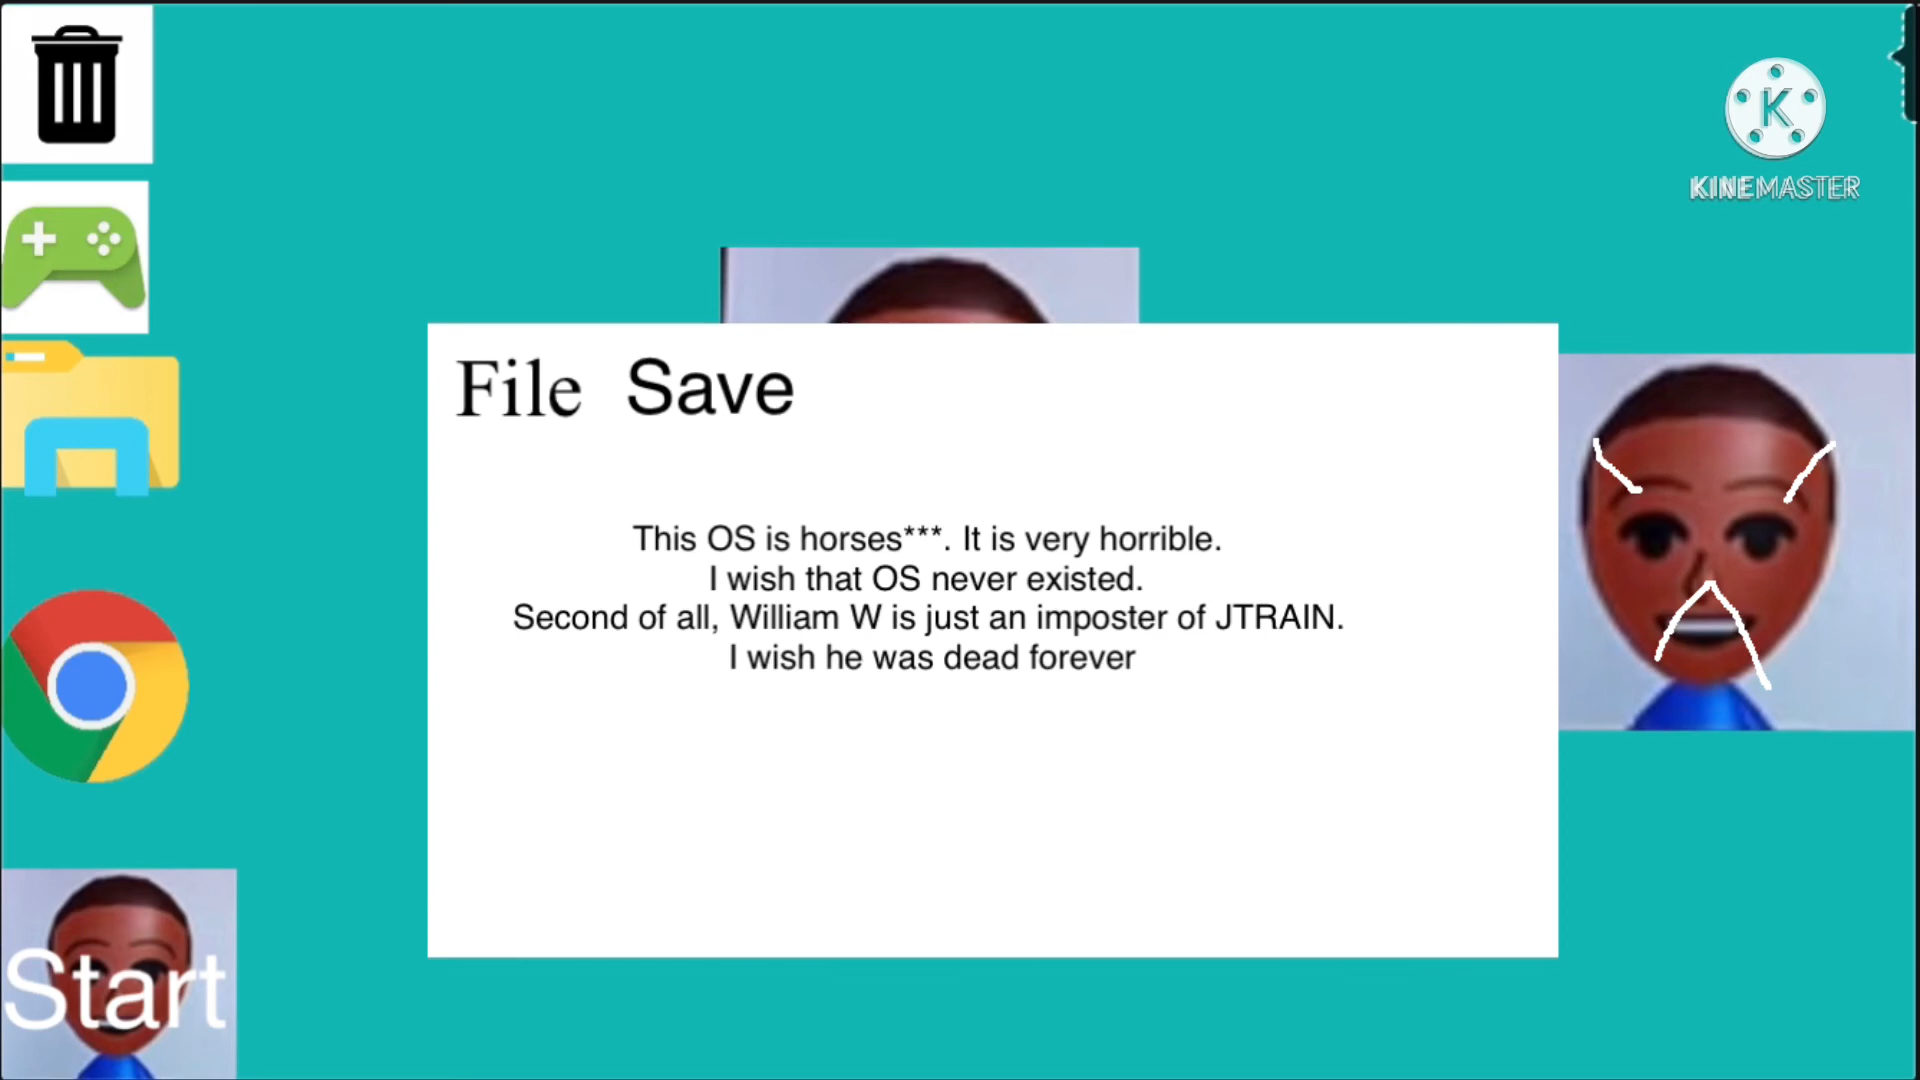 K
KINEMASTER
File Save
This OS is horses***. It is very horrible.
I wish that OS never existed.
Second of all, William W is just an imposter of JTRAIN.
I wish he was dead forever
Start